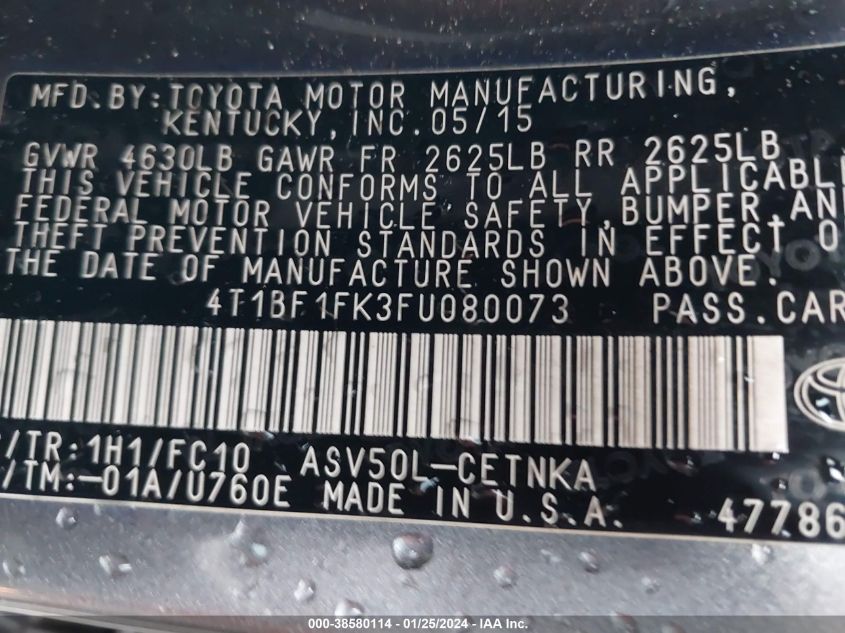 MFD.BY:TOYOTA MOTOR MANUFACTURING,
KENTUCKY,INC.05/15
GVWR 4630LB GAWR FR 2625LB RR 2625LB
THIS VEHICLE CONFORMS TO ALL APPLICABLE
FEDERAL MOTOR VEHICLE SAFETY,BUMPER,AN
THEFT PREVENTION STANDARDS IN EFFECT O
THE DATE OF MANUFACTURE SHOWN ABOVE.
4T1BF1FK3FU080073 PASS.CAR
/TR:1H1/FC10 ASV50L-CETNKA
/TM:-01A/U760E MADE IN U.S.A. 47786
000-38580114 - 01/25/2024 - IAA Inc.